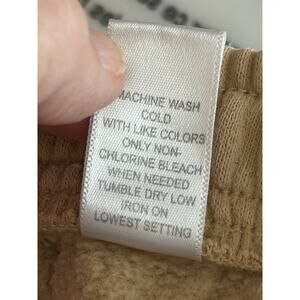 MACHINE WASH
COLD
WITH LIKE COLORS
ONLY NON-
CHLORINE BLEACH
WHEN NEEDED
TUMBLE DRY LOW
IRON ON
LOWEST SETTING